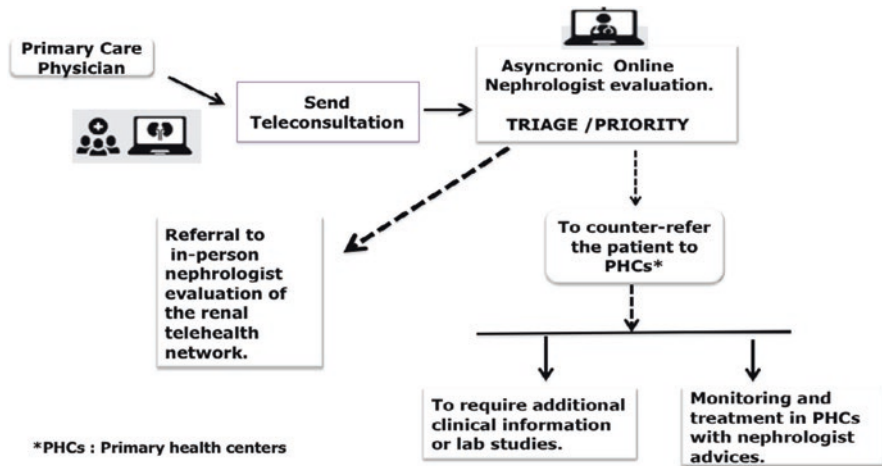 Primary Care
Physician
Send
Teleconsultation
Asyncronic Online
Nephrologist evaluation.
TRIAGE /PRIORITY
Referral to
in-person
nephrologist
evaluation of
the renal
telehealth
network.
To counter-refer
the patient to
PHCs*
To require additional
clinical information
or lab studies.
Monitoring and
treatment in PHCs
with nephrologist
advices.
*PHCs : Primary health centers